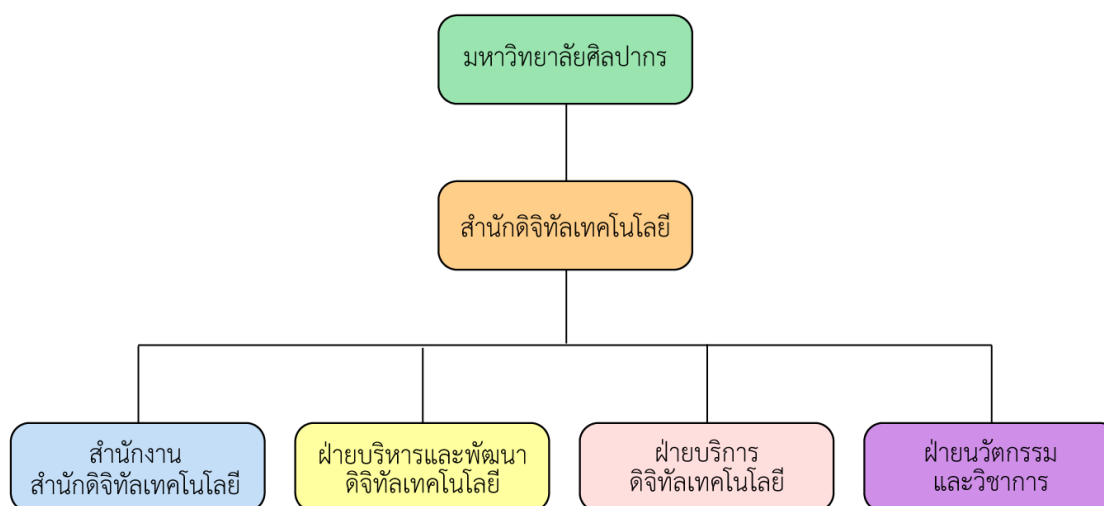 มหาวิทยาลัยศิลปากร
สำนักดิจิทัลเทคโนโลยี
สำนักงาน
สำนักดิจิทัลเทคโนโลยี
ฝ่ายบริหารและพัฒนา
ดิจิทัลเทคโนโลยี
ฝ่ายบริการ
ดิจิทัลเทคโนโลยี
ฝ่ายนวัตกรรม
และวิชาการ